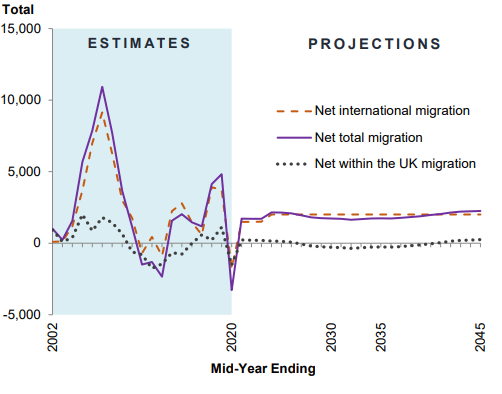 Total
15,000
ESTIMATES
PROJECTIONS
10,000
Net international migration
Net total migration
Net within the UK migration
5,000
0
-5,000
2002
2020
2030
2035
2045
Mid-Year Ending